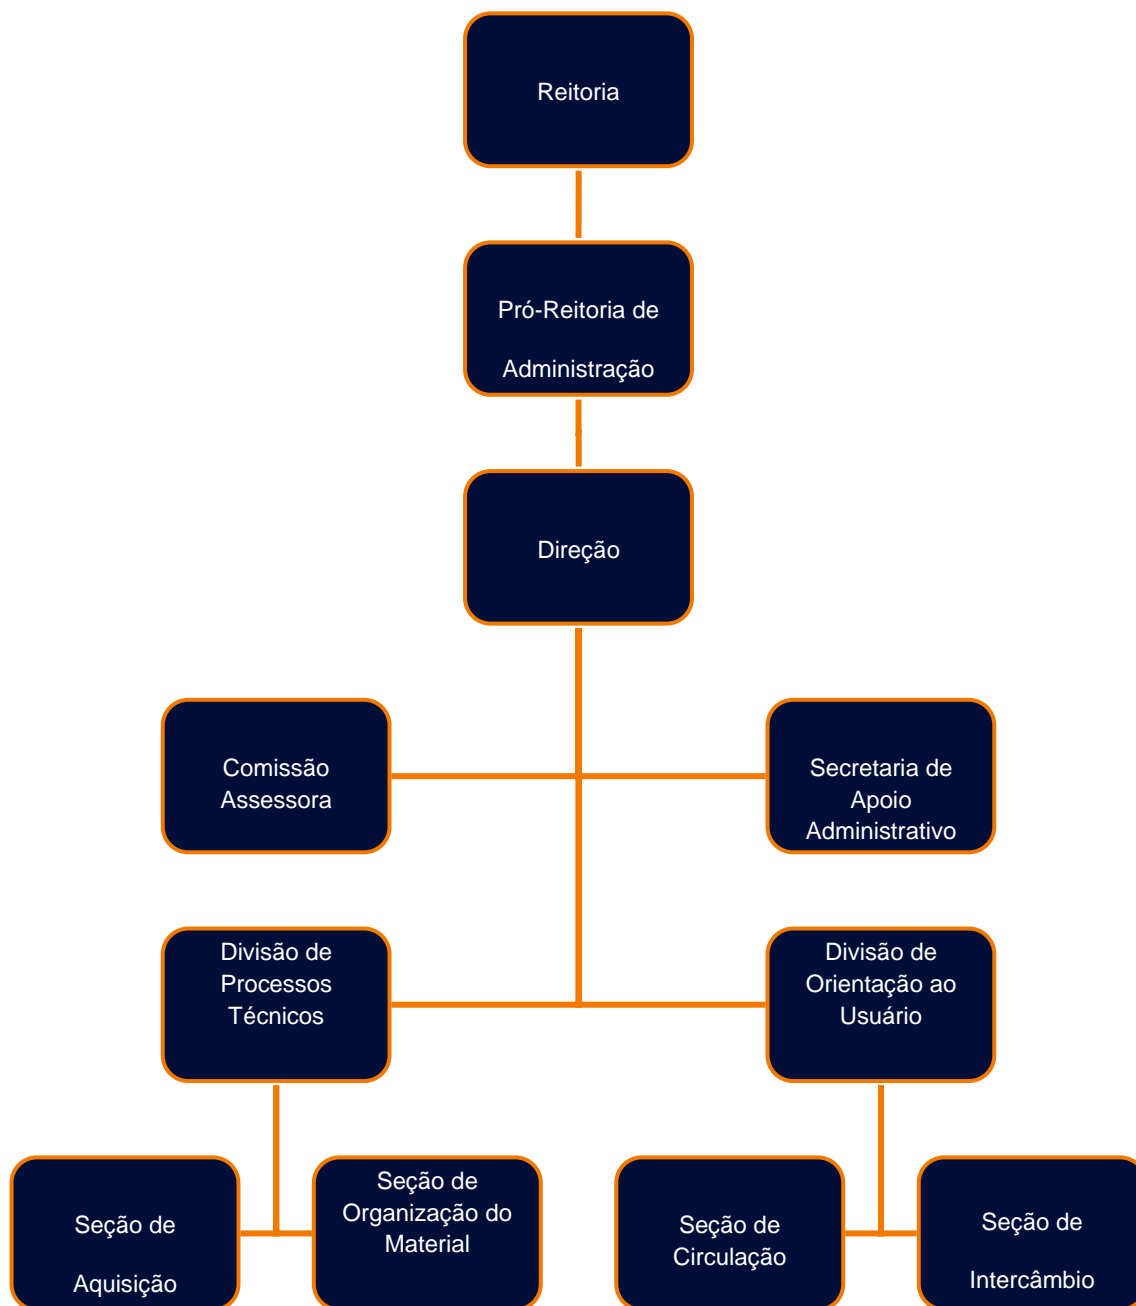 Reitoria
Pró-Reitoria de
Administração
Direção
Comissão
Assessora
Secretaria de
Apoio
Administrativo
Divisão de
Processos
Técnicos
Divisão de
Orientação ao
Usuário
Seção de
Aquisição
Seção de
Organização do
Material
Seção de
Circulação
Seção de
Intercâmbio